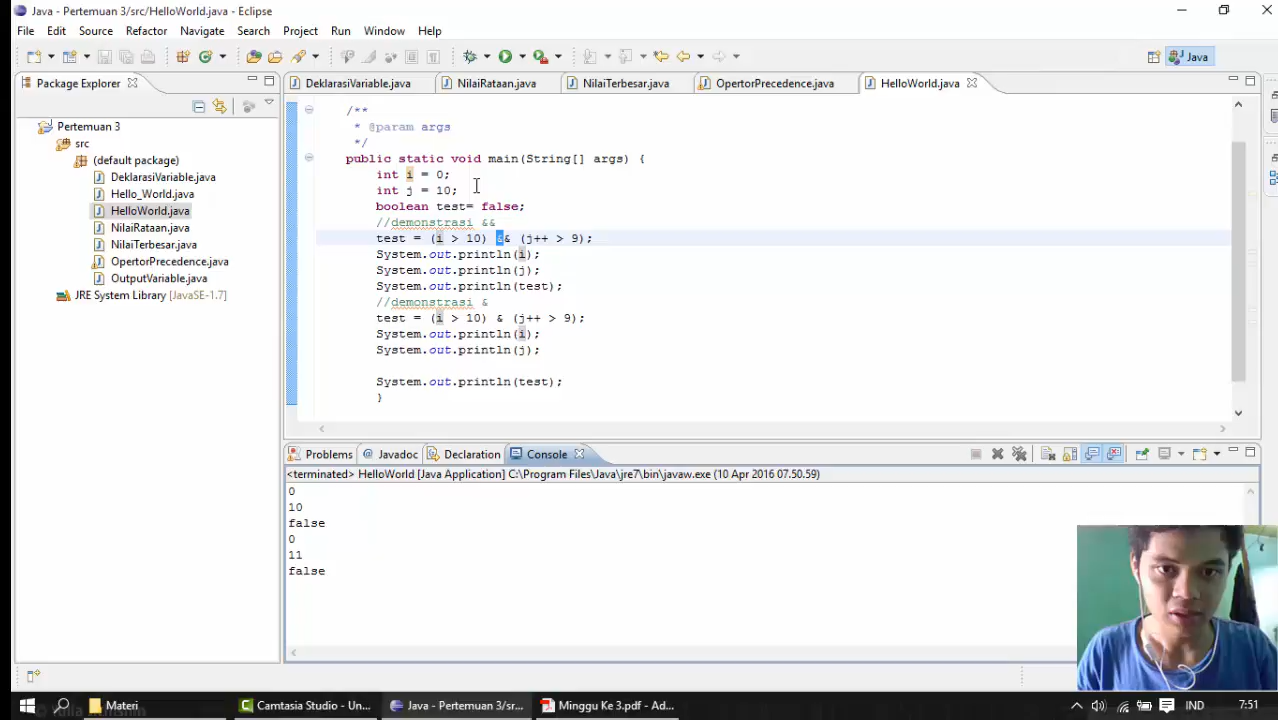 Java - Pertemuan 3/src/HelloWorld.java - Eclipse
File Edit Source Refactor Navigate Search Project Run Window Help
Java
Package Explorer
DeklarasiVariable.java NilaiRataan.java NilaiTerbesar.java OpertorPrecedence.java HelloWorld.java
Pertemuan 3
src
(default package)
DeklarasiVariable.java
Hello_World.java
HelloWorld.java
NilaiRataan.java
NilaiTerbesar.java
OpertorPrecedence.java
OutputVariable.java
JRE System Library [JavaSE-1.7]
/**
* @param args
*/
public static void main(String[] args) {
int i = 0;
int j = 10;
boolean test= false;
//demonstrasi &&
test = (i > 10) && (j++ > 9);
System.out.println(i);
System.out.println(j);
System.out.println(test);
//demonstrasi &
test = (i > 10) & (j++ > 9);
System.out.println(i);
System.out.println(j);
System.out.println(test);
}
Problems @ Javadoc Declaration Console
<terminated> HelloWorld [Java Application] C:\Program Files\Java\jre7\bin\javaw.exe (10 Apr 2016 07.50.59)
0
10
false
0
11
false
Materi Camtasia Studio - Un... Java - Pertemuan 3/sr... Minggu Ke 3.pdf - Ad... IND 7:51